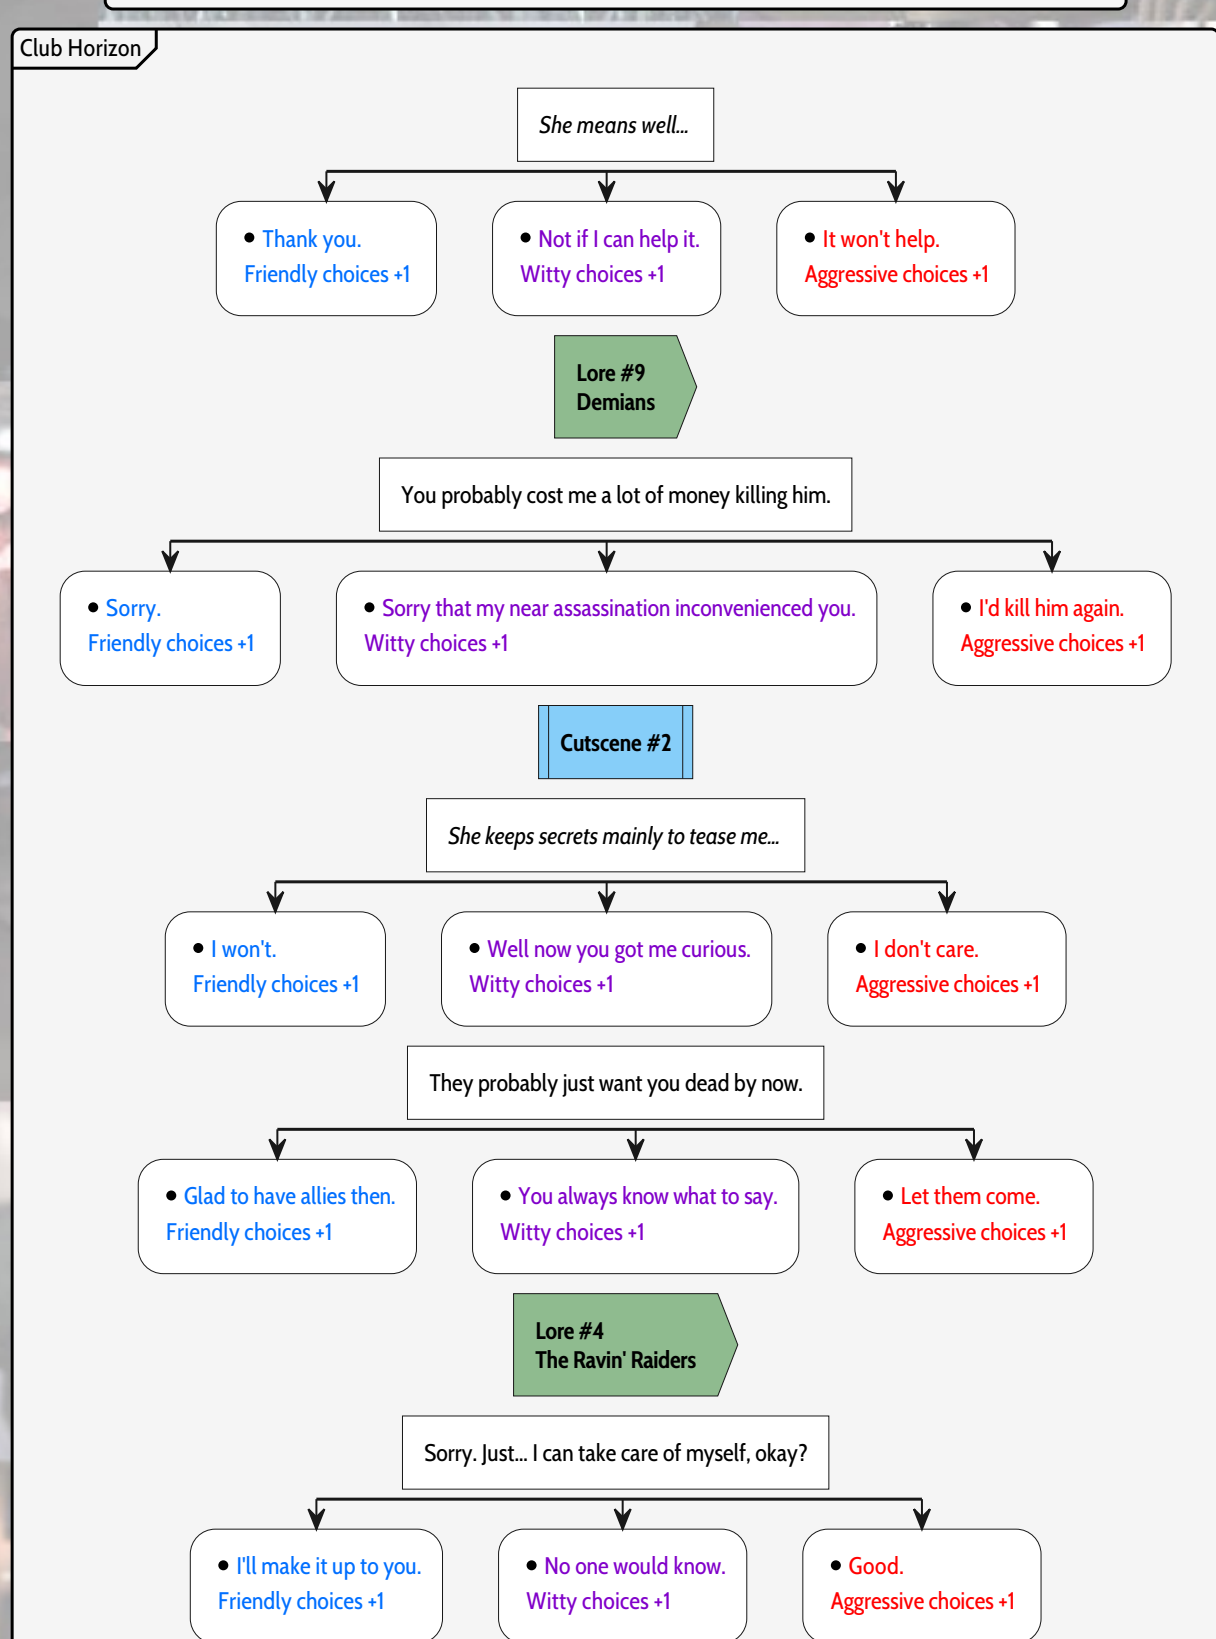 Club Horizon
She means well...
• Thank you.
Friendly choices +1
• Not if I can help it.
Witty choices +1
• It won't help.
Aggressive choices +1
Lore #9
Demians
You probably cost me a lot of money killing him.
• Sorry.
Friendly choices +1
• Sorry that my near assassination inconvenienced you.
Witty choices +1
• I'd kill him again.
Aggressive choices +1
Cutscene #2
She keeps secrets mainly to tease me...
• I won't.
Friendly choices +1
• Well now you got me curious.
Witty choices +1
• I don't care.
Aggressive choices +1
They probably just want you dead by now.
• Glad to have allies then.
Friendly choices +1
• You always know what to say.
Witty choices +1
• Let them come.
Aggressive choices +1
Lore #4
The Ravin' Raiders
Sorry. Just... I can take care of myself, okay?
• I'll make it up to you.
Friendly choices +1
• No one would know.
Witty choices +1
• Good.
Aggressive choices +1